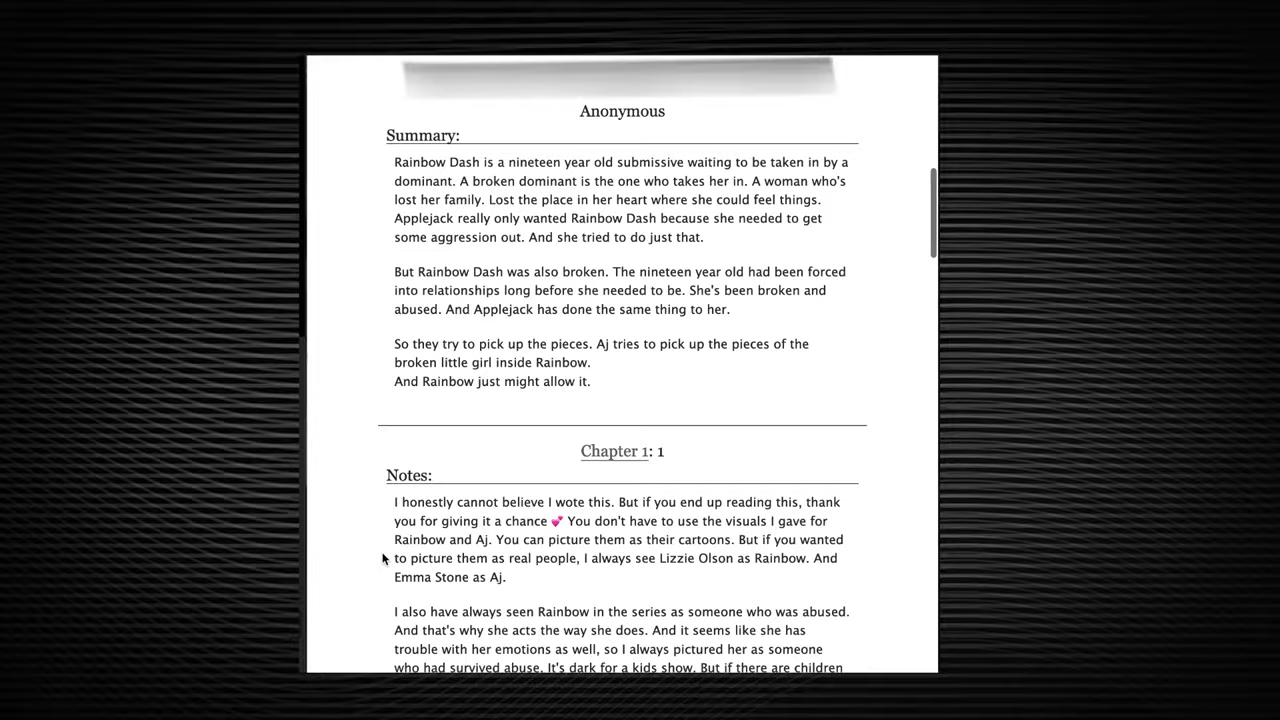 Anonymous
Summary:
Rainbow Dash is a nineteen year old submissive waiting to be taken in by a
dominant. A broken dominant is the one who takes her in. A woman who's
lost her family. Lost the place in her heart where she could feel things.
Applejack really only wanted Rainbow Dash because she needed to get
some aggression out. And she tried to do just that.
But Rainbow Dash was also broken. The nineteen year old had been forced
into relationships long before she needed to be. She's been broken and
abused. And Applejack has done the same thing to her.
So they try to pick up the pieces. Aj tries to pick up the pieces of the
broken little girl inside Rainbow.
And Rainbow just might allow it.
Chapter 1: 1
Notes:
I honestly cannot believe I wote this. But if you end up reading this, thank
you for giving it a chance 💕 You don't have to use the visuals I gave for
Rainbow and Aj. You can picture them as their cartoons. But if you wanted
to picture them as real people, I always see Lizzie Olson as Rainbow. And
Emma Stone as Aj.
I also have always seen Rainbow in the series as someone who was abused.
And that's why she acts the way she does. And it seems like she has
trouble with her emotions as well, so I always pictured her as someone
who had survived abuse. It's dark for a kids show. But if there are children